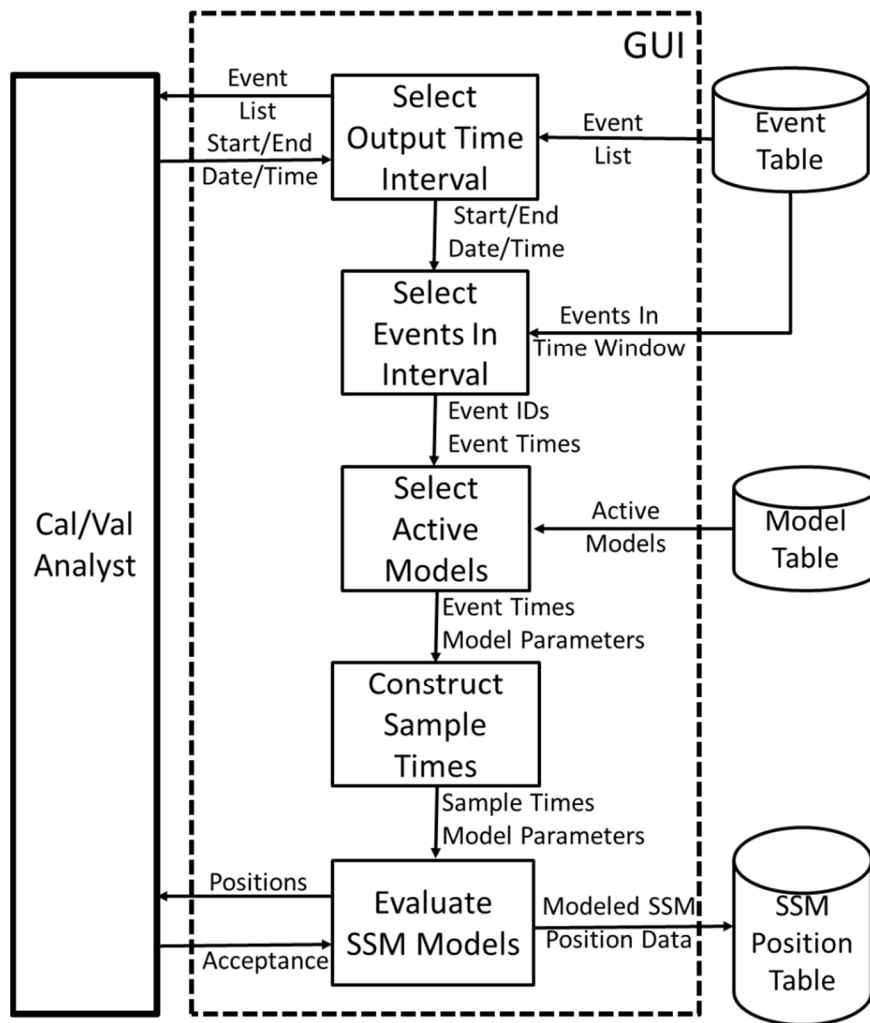 GUI
Event
List
Start/End
Date/Time
Select
Output Time
Interval
Event
List
Event
Table
Start/End
Date/Time
Select
Events In
Interval
Events In
Time Window
Event IDs
Event Times
Cal/Val
Analyst
Select
Active
Models
Active
Models
Model
Table
Event Times
Model Parameters
Construct
Sample
Times
Sample Times
Model Parameters
Positions
Acceptance
Evaluate
SSM Models
Modeled SSM
Position Data
SSM
Position
Table